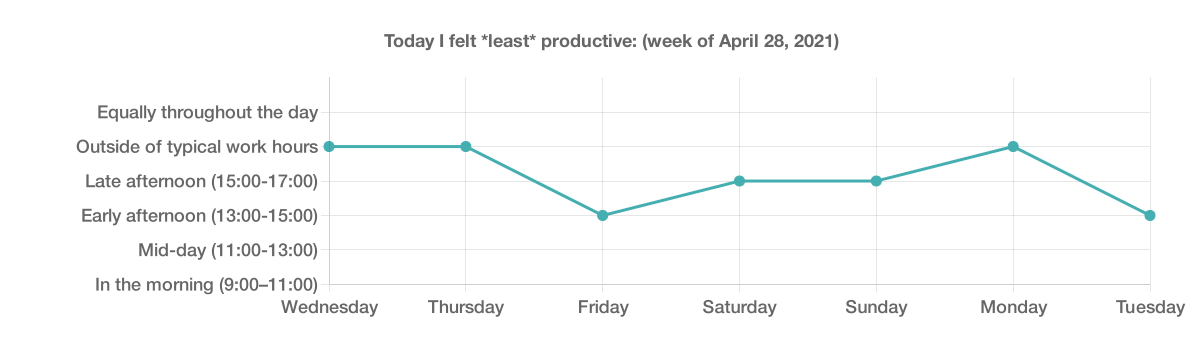 Today I felt *least* productive: (week of April 28, 2021)
Equally throughout the day
Outside of typical work hours
Late afternoon (15:00-17:00)
Early afternoon (13:00-15:00)
Mid-day (11:00-13:00)
In the morning (9:00–11:00)
Wednesday Thursday Friday Saturday Sunday Monday Tuesday